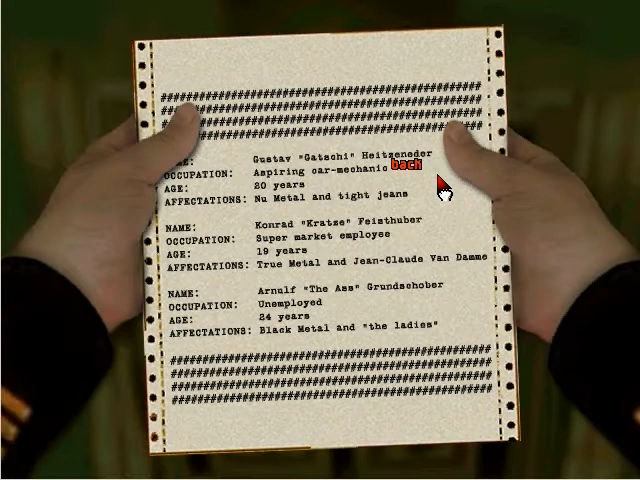 ##########################################
##########################################
##########################################
##########################################
Gustav "Gatschi" Heitzeneder
OCCUPATION: Aspiring car-mechanic
back
AGE: 20 years
AFFECTATIONS: Nu Metal and tight jeans
NAME: Konrad "Kratze" Feisthuber
OCCUPATION: Super market employee
AGE: 19 years
AFFECTATIONS: True Metal and Jean-Claude Van Damme
NAME: Arnulf "The Ass" Grundschober
OCCUPATION: Unemployed
AGE: 24 years
AFFECTATIONS: Black Metal and "the ladies"
##########################################
##########################################
##########################################
##########################################